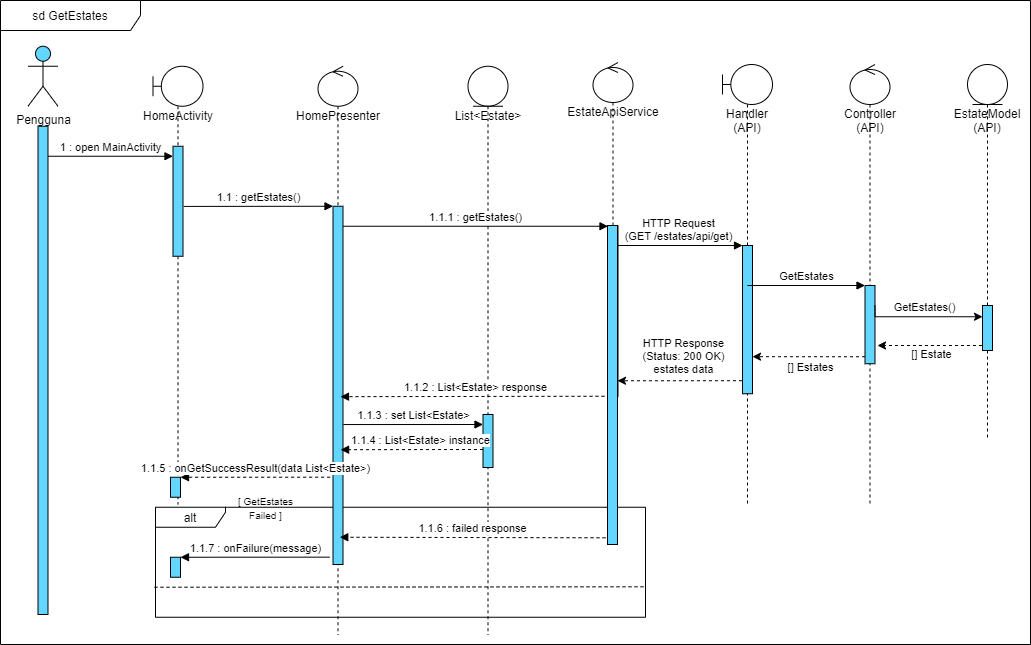 sd GetEstates
Pengguna
HomeActivity
HomePresenter
List<Estate>
EstateApiService
Handler
(API)
Controller
(API)
EstateModel
(API)
1 : open MainActivity
1.1 : getEstates()
1.1.1 : getEstates()
HTTP Request
(GET /estates/api/get)
GetEstates
GetEstates()
[] Estate
[] Estates
HTTP Response
(Status: 200 OK)
estates data
1.1.2 : List<Estate> response
1.1.3 : set List<Estate>
1.1.4 : List<Estate> instance
1.1.5 : onGetSuccessResult(data List<Estate>)
alt
[ GetEstates
Failed ]
1.1.6 : failed response
1.1.7 : onFailure(message)